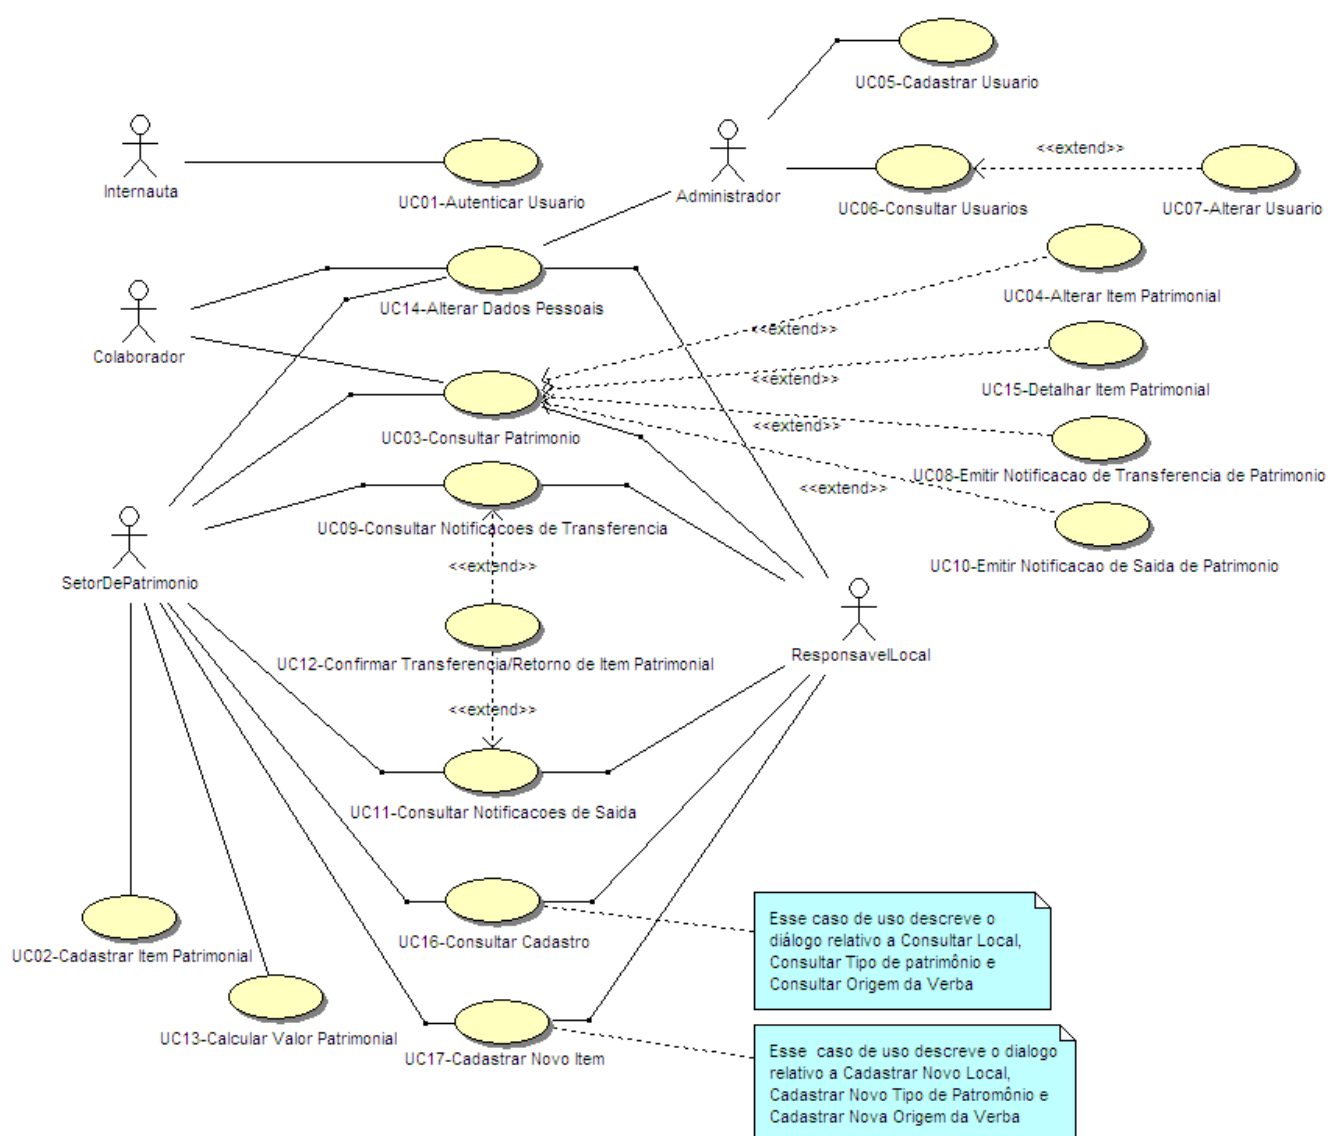 UC05-Cadastrar Usuario
Internauta
UC01-Autenticar Usuario
Administrador
<<extend>>
UC06-Consultar Usuarios
UC07-Alterar Usuario
UC14-Alterar Dados Pessoais
UC04-Alterar Item Patrimonial
Colaborador
<<extend>>
<<extend>>
UC15-Detalhar Item Patrimonial
UC03-Consultar Patrimonio
<<extend>>
UC08-Emitir Notificacao de Transferência de Patrimonio
<<extend>>
UC09-Consultar Notificacoes de Transferência
UC10-Emitir Notificacao de Saida de Patrimonio
SetorDePatrimonio
<<extend>>
UC12-Confirmar Transferencia/Retorno de Item Patrimonial
ResponsavelLocal
<<extend>>
UC11-Consultar Notificacoes de Saida
UC16-Consultar Cadastro
Esse caso de uso descreve o
diálogo relativo a Consultar Local,
Consultar Tipo de patrimônio e
Consultar Origem da Verba
UC02-Cadastrar Item Patrimonial
UC13-Calcular Valor Patrimonial
UC17-Cadastrar Novo Item
Esse caso de uso descreve o dialogo
relativo a Cadastrar Novo Local,
Cadastrar Novo Tipo de Patromônio e
Cadastrar Nova Origem da Verba